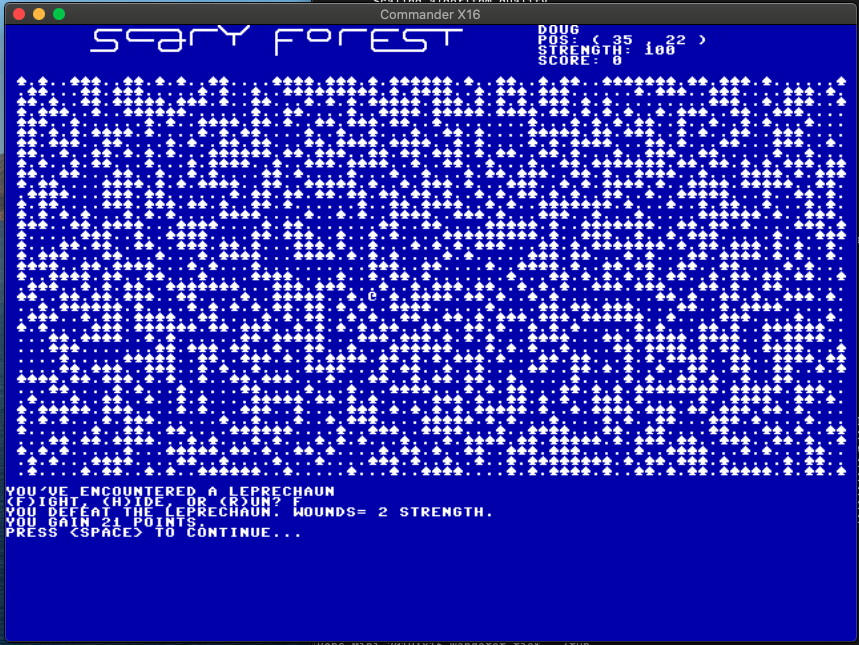 Commander X16
SCARY FOREST
DOUG
POS: ( 35 , 22 )
STRENGTH: 100
SCORE: 0
YOU'VE ENCOUNTERED A LEPRECHAUN
(F)IGHT, (H)IDE, OR (R)UN? F
YOU DEFEAT THE LEPRECHAUN. WOUNDS= 2 STRENGTH.
YOU GAIN 21 POINTS.
PRESS <SPACE> TO CONTINUE...